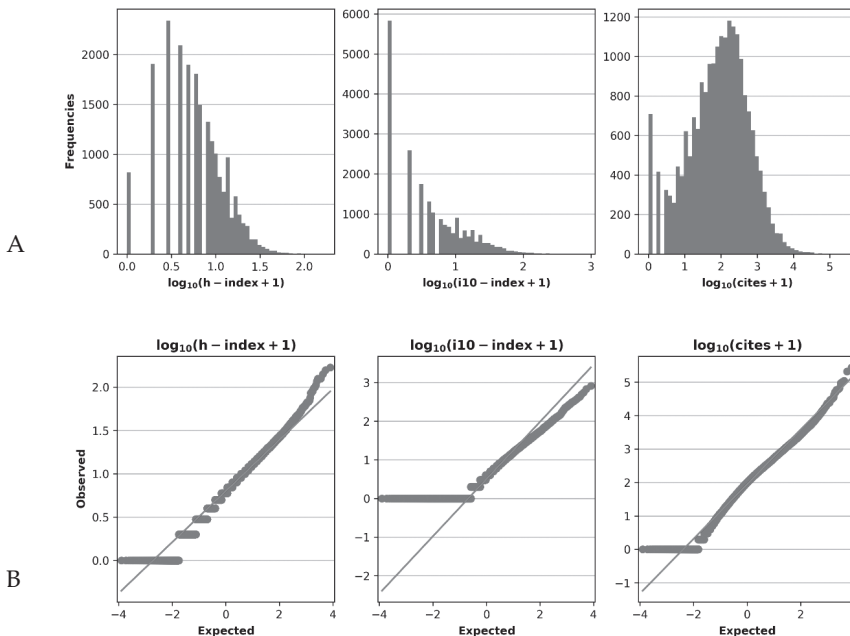 A
Frequencies
2000
1500
1000
500
0
0.0 0.5 1.0 1.5 2.0
log10(h − index + 1)
6000
5000
4000
3000
2000
1000
0
0 1 2 3
log10(i10 − index + 1)
1200
1000
800
600
400
200
0
0 1 2 3 4 5
log10(cites + 1)
B
log10(h − index + 1)
Observed
2.0
1.5
1.0
0.5
0.0
−4 −2 0 2 4
Expected
log10(i10 − index + 1)
3
2
1
0
−1
−2
−4 −2 0 2 4
Expected
log10(cites + 1)
5
4
3
2
1
0
−1
−4 −2 0 2
Expected